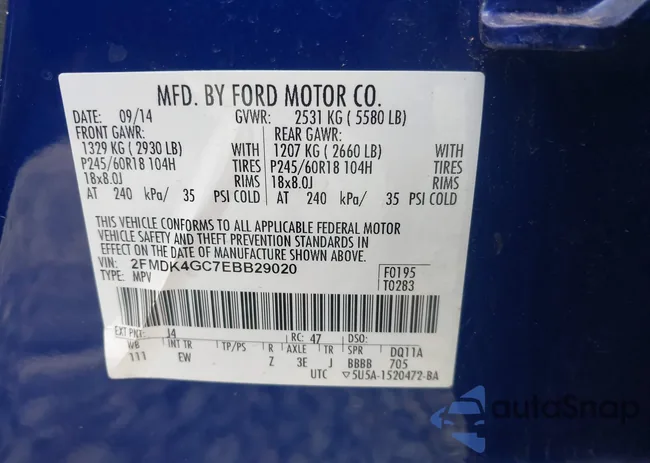 MFD. BY FORD MOTOR CO.
DATE: 09/14 GVWR: 2531 KG ( 5580 LB)
FRONT GAWR: REAR GAWR:
1329 KG ( 2930 LB) WITH 1207 KG ( 2660 LB) WITH
P245/60R18 104H TIRES P245/60R18 104H TIRES
18x8.0J RIMS 18x8.0J RIMS
AT 240 kPa/ 35 PSI COLD AT 240 kPa/ 35 PSI COLD
THIS VEHICLE CONFORMS TO ALL APPLICABLE FEDERAL MOTOR
VEHICLE SAFETY AND THEFT PREVENTION STANDARDS IN
EFFECT ON THE DATE OF MANUFACTURE SHOWN ABOVE.
VIN: 2FMDK4GC7EBB29020 F0195
TYPE: MPV T0283
EXT PNT: J4 RC: 47 DSO:
WB INT TR TP/PS R AXLE TR SPR DQ11A
111 EW Z 3E J BBBB 705
UTC ▽5U5A-1520472-BA
autoSnap